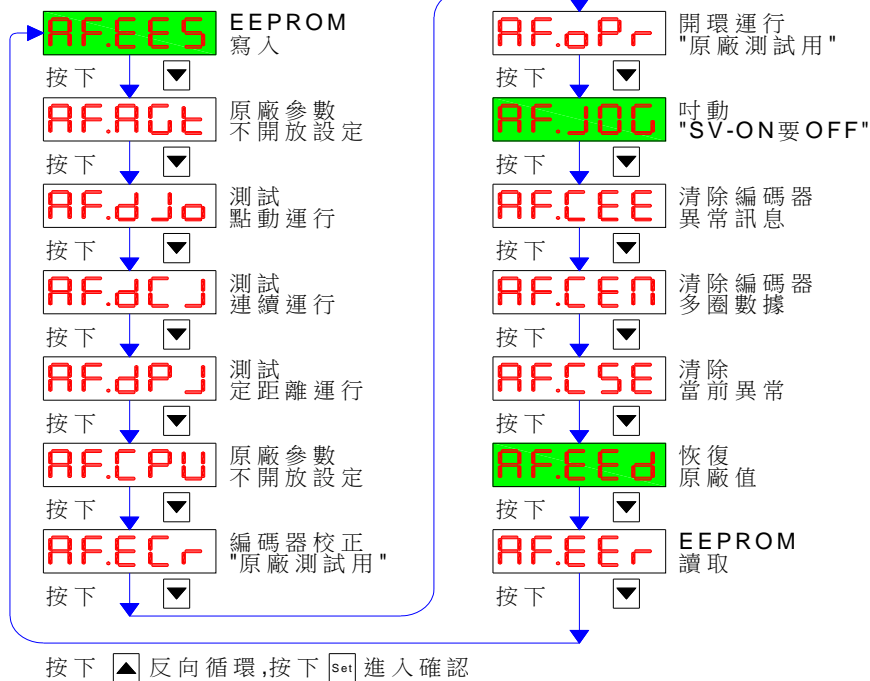 AF.EES
EEPROM
寫入
按下 ▼
AF.AGt
原廠參數
不開放設定
按下 ▼
AF.dJo
測試
點動運行
按下 ▼
AF.dCJ
測試
連續運行
按下 ▼
AF.dPJ
測試
定距離運行
按下 ▼
AF.CPU
原廠參數
不開放設定
按下 ▼
AF.ECr
編碼器校正
"原廠測試用"
按下 ▼
AF.oPr
開環運行
"原廠測試用"
按下 ▼
AF.JOG
吋動
"SV-ON要OFF"
按下 ▼
AF.CEE
清除編碼器
異常訊息
按下 ▼
AF.CEn
清除編碼器
多圈數據
按下 ▼
AF.CSE
清除
當前異常
按下 ▼
AF.EEd
恢復
原廠值
按下 ▼
AF.EEr
EEPROM
讀取
按下 ▼
按下 ▲ 反向循環,按下 Set 進入確認